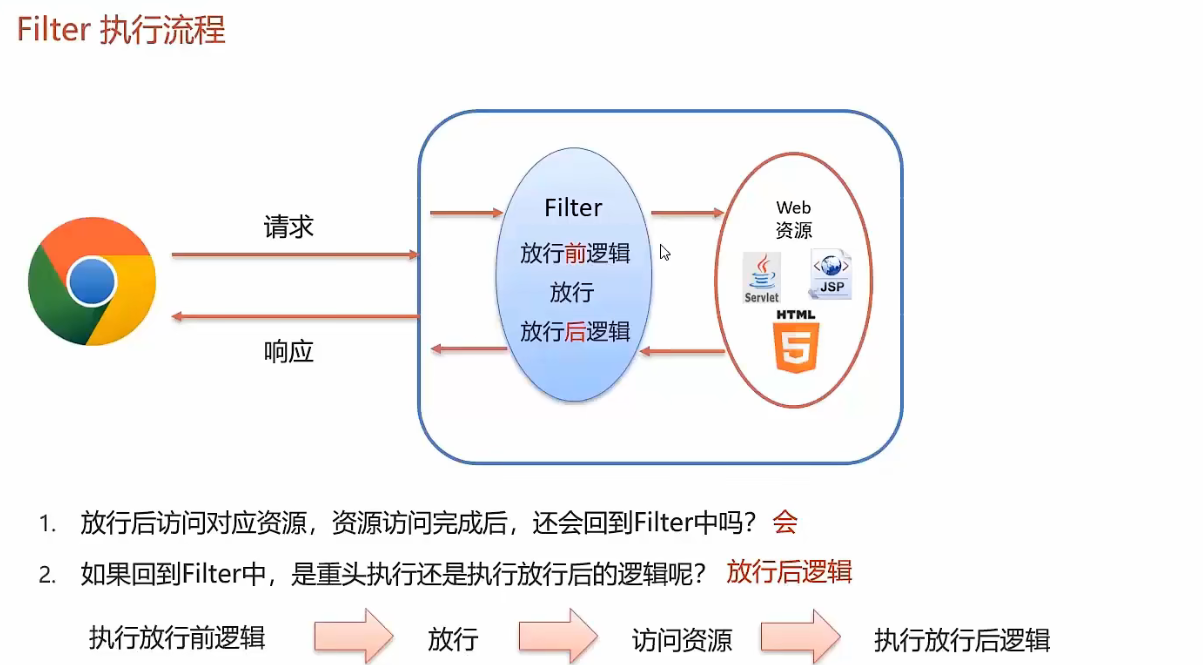 Filter 执行流程
请求
响应
Filter
放行前逻辑
放行
放行后逻辑
Web
资源
Servlet
JSP
HTML
5
1. 放行后访问对应资源，资源访问完成后，还会回到Filter中吗？ 会
2. 如果回到Filter中，是重头执行还是执行放行后的逻辑呢？ 放行后逻辑
执行放行前逻辑 放行 访问资源 执行放行后逻辑